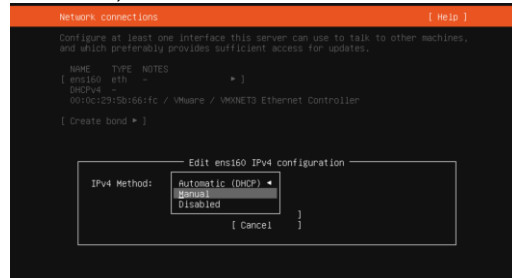 Network connections [ Help ]
Configure at least one interface this server can use to talk to other machines,
and which preferably provides sufficient access for updates.
NAME TYPE NOTES
[ ens160 eth - ▸ ]
DHCPv4 -
00:0c:29:5b:66:fc / VMware / VMXNET3 Ethernet Controller
[ Create bond ▸ ]
Edit ens160 IPv4 configuration
IPv4 Method: Automatic (DHCP) ◂
Manual
Disabled
]
[ Cancel ]